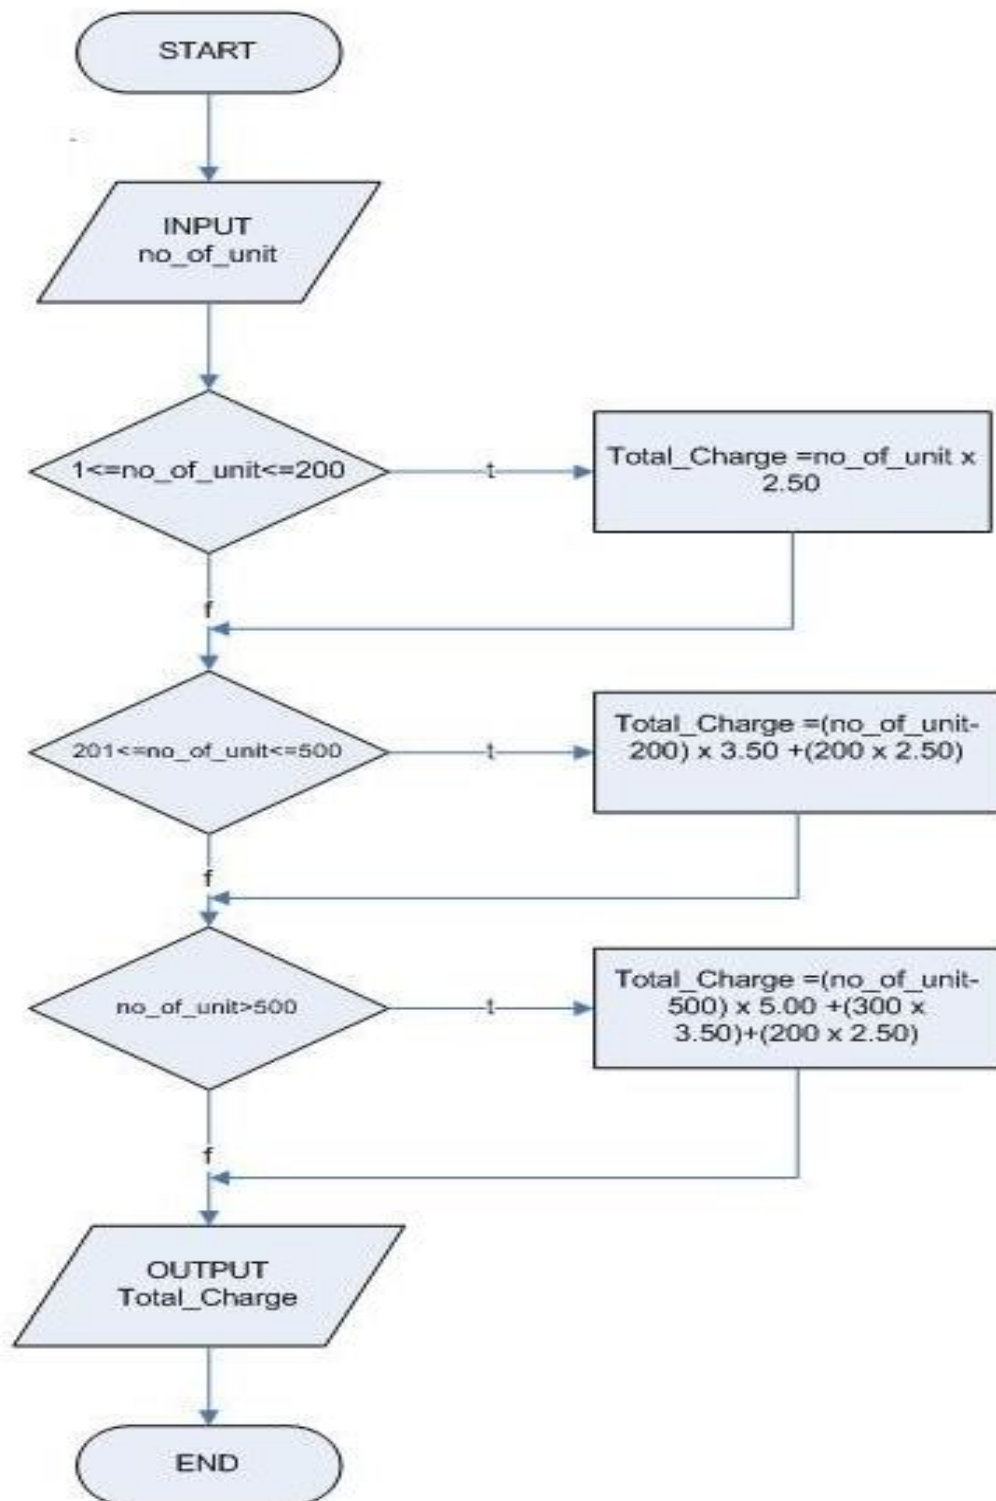 START
INPUT
no_of_unit
1<=no_of_unit<=200
t
Total_Charge =no_of_unit x
2.50
f
201<=no_of_unit<=500
t
Total_Charge =(no_of_unit-
200) x 3.50 +(200 x 2.50)
f
no_of_unit>500
t
Total_Charge =(no_of_unit-
500) x 5.00 +(300 x
3.50)+(200 x 2.50)
f
OUTPUT
Total_Charge
END